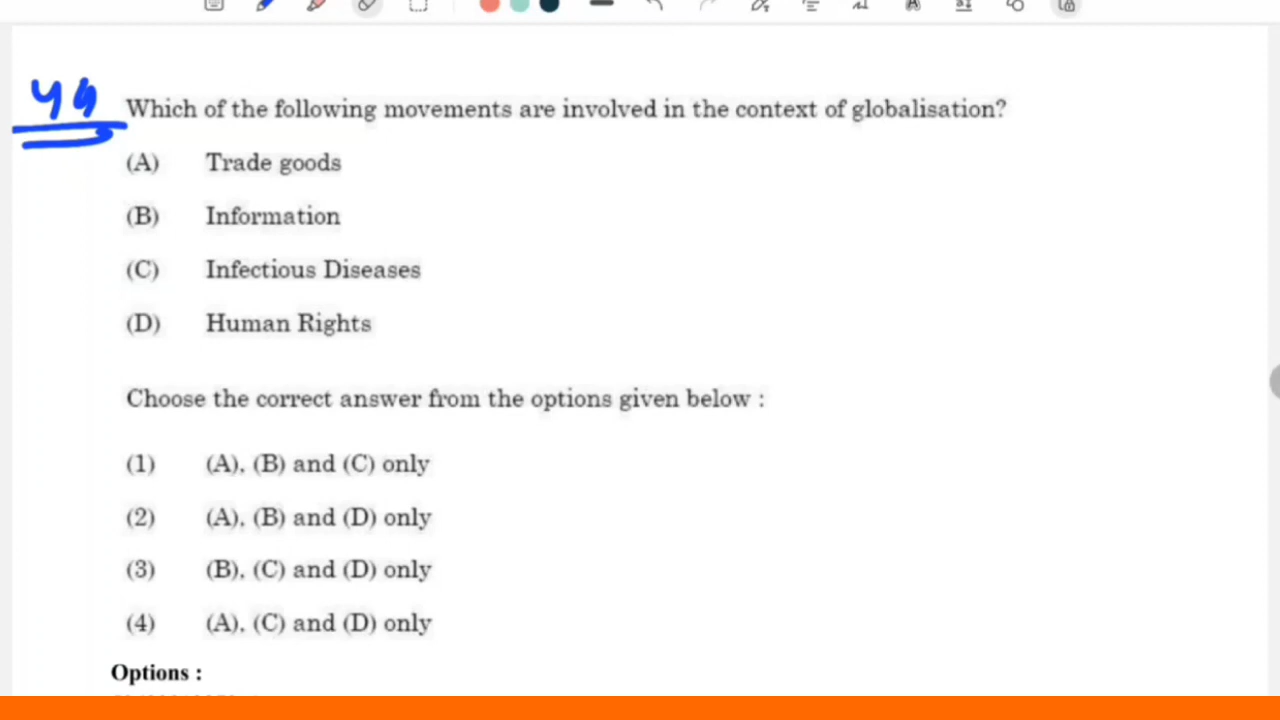 49 Which of the following movements are involved in the context of globalisation?
(A) Trade goods
(B) Information
(C) Infectious Diseases
(D) Human Rights
Choose the correct answer from the options given below :
(1) (A), (B) and (C) only
(2) (A), (B) and (D) only
(3) (B), (C) and (D) only
(4) (A), (C) and (D) only
Options :